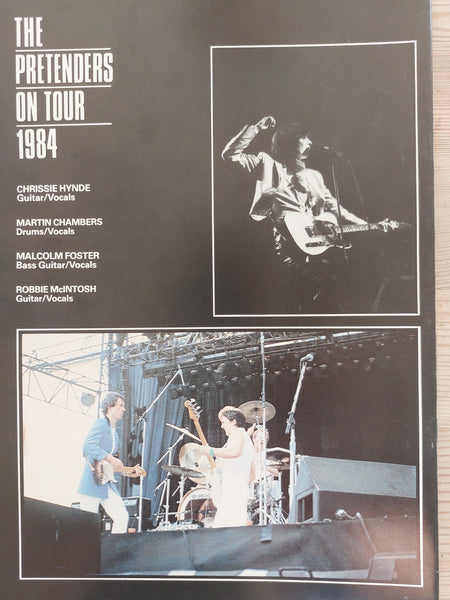 THE
PRETENDERS
ON TOUR
1984
CHRISSIE HYNDE
Guitar/Vocals
MARTIN CHAMBERS
Drums/Vocals
MALCOLM FOSTER
Bass Guitar/Vocals
ROBBIE McINTOSH
Guitar/Vocals